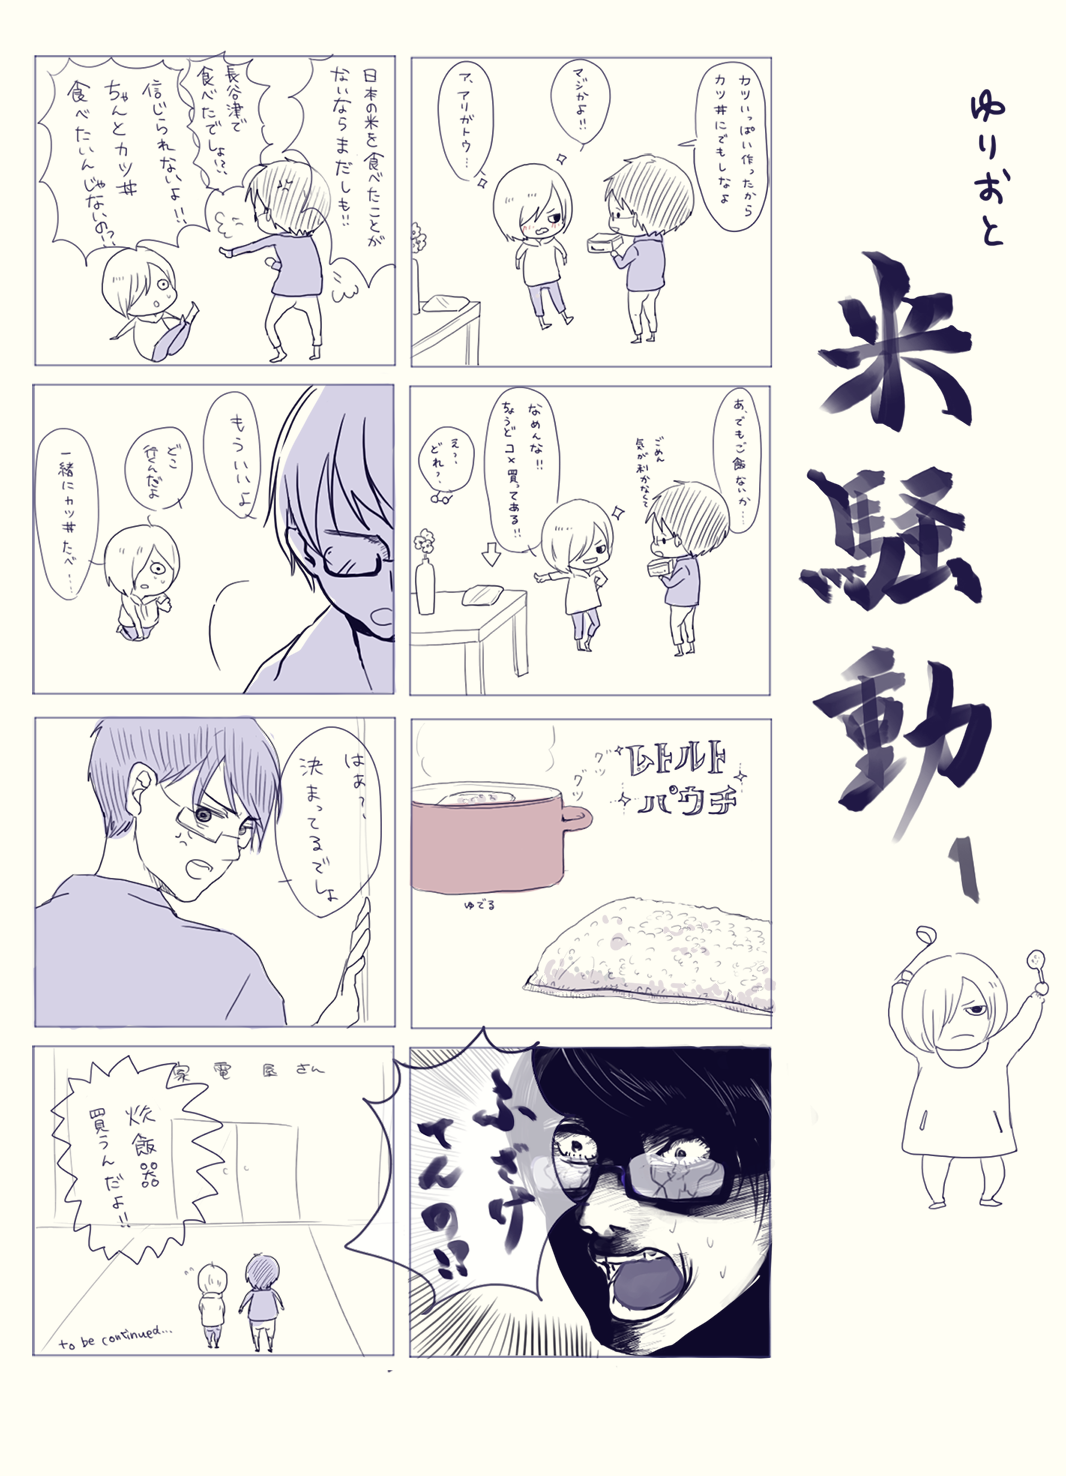 ゆりおと
米騒動、1
カツいっぱい作ったから
カツ丼にでもしなよ
マジかよ!!
ア、アリガトウ…
あ、でもご飯ないか…
ごめん
気が利かなくて
なめんな!!
ちょうどコメ買ってある!!
え?、
どれ?、
レトルト
パウチ
グツ
グツ
ゆでる
ふざけ
てんの!?
日本の米を食べたことが
ないならまだしも!!
長谷津で
食べたでしょ!?
信じられないよ!!
ちゃんとカツ丼
食べたいんじゃないの?、
もういいよ
どこ
行くんだよ
一緒にカツ丼たべ…
はあ?、
決まってるでしょ
家電屋さん
炊飯器
買うんだよ!!
to be continued...